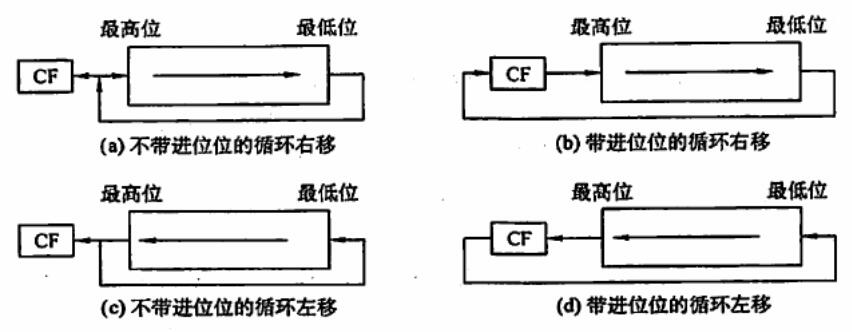 最高位 最低位 最高位 最低位
CF CF
(a) 不带进位位的循环右移 (b) 带进位位的循环右移
最高位 最低位 最高位 最低位
CF CF
(c) 不带进位位的循环左移 (d) 带进位位的循环左移